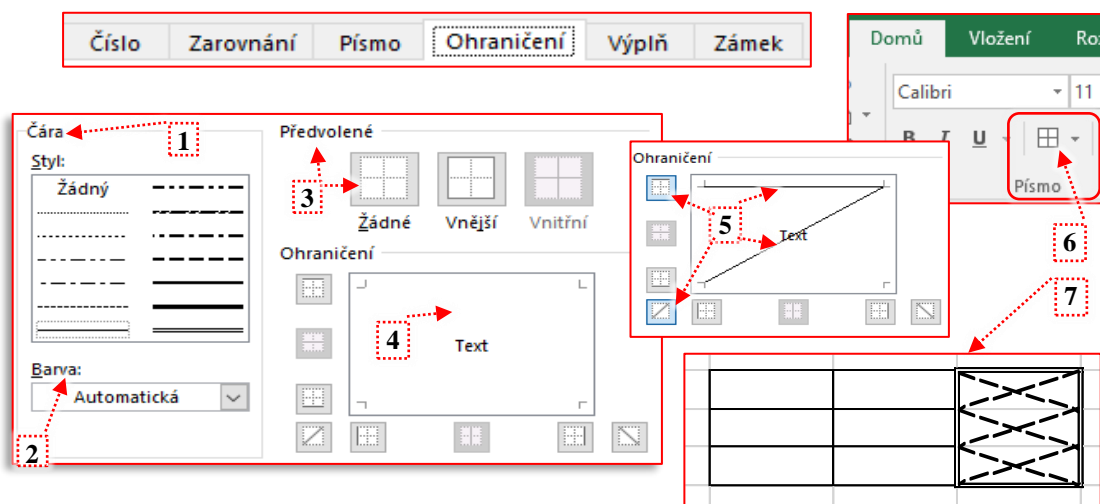 Číslo Zarovnání Písmo Ohraničení Výplň Zámek
Domů Vložení Roz
Calibri 11
B I U
Písmo
6
Čára
1
Styl:
Žádný
Barva:
Automatická
2
Předvolené
3
Žádné Vnější Vnitřní
Ohraničení
4
Text
Ohraničení
5
Text
7